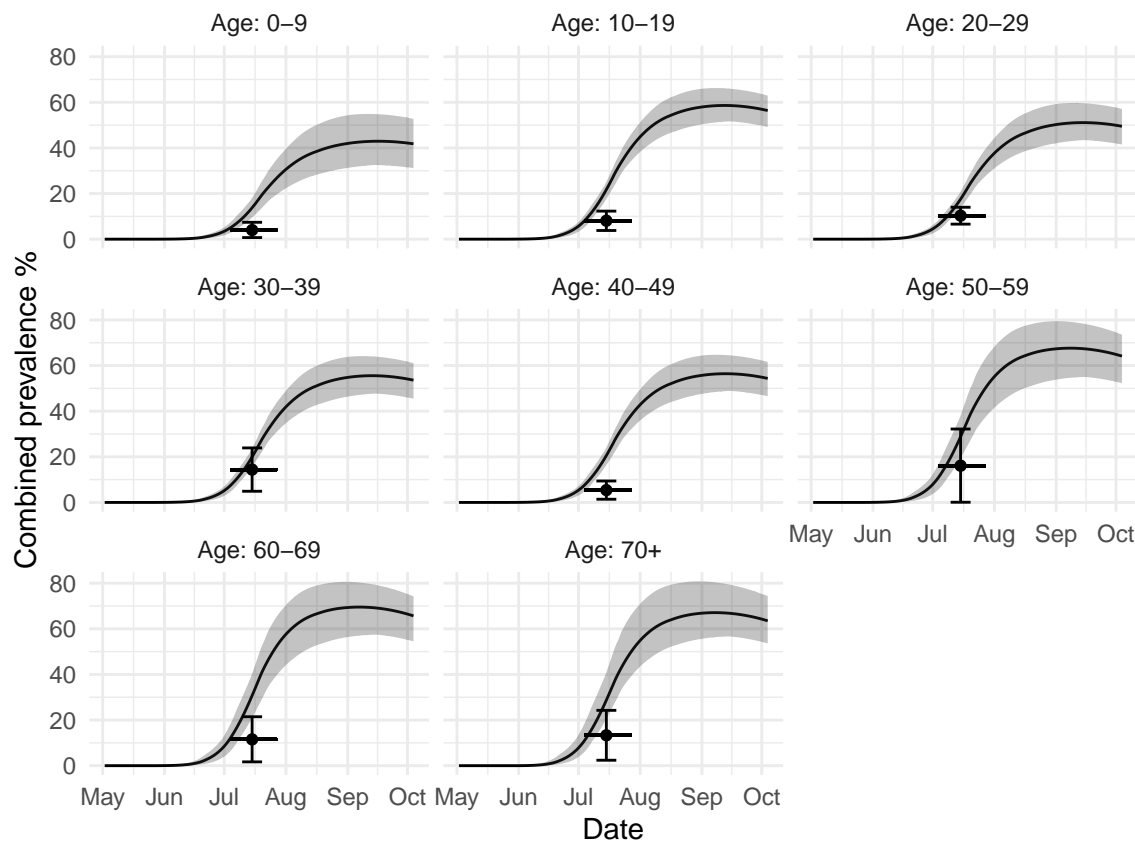 Age: 0–9
Age: 10–19
Age: 20–29
80
60
40
20
0
Age: 30–39
Age: 40–49
Age: 50–59
80
60
40
20
0
May Jun Jul Aug Sep Oct
Age: 60–69
Age: 70+
80
60
40
20
0
May Jun Jul Aug Sep Oct
May Jun Jul Aug Sep Oct
Combined prevalence %
Date